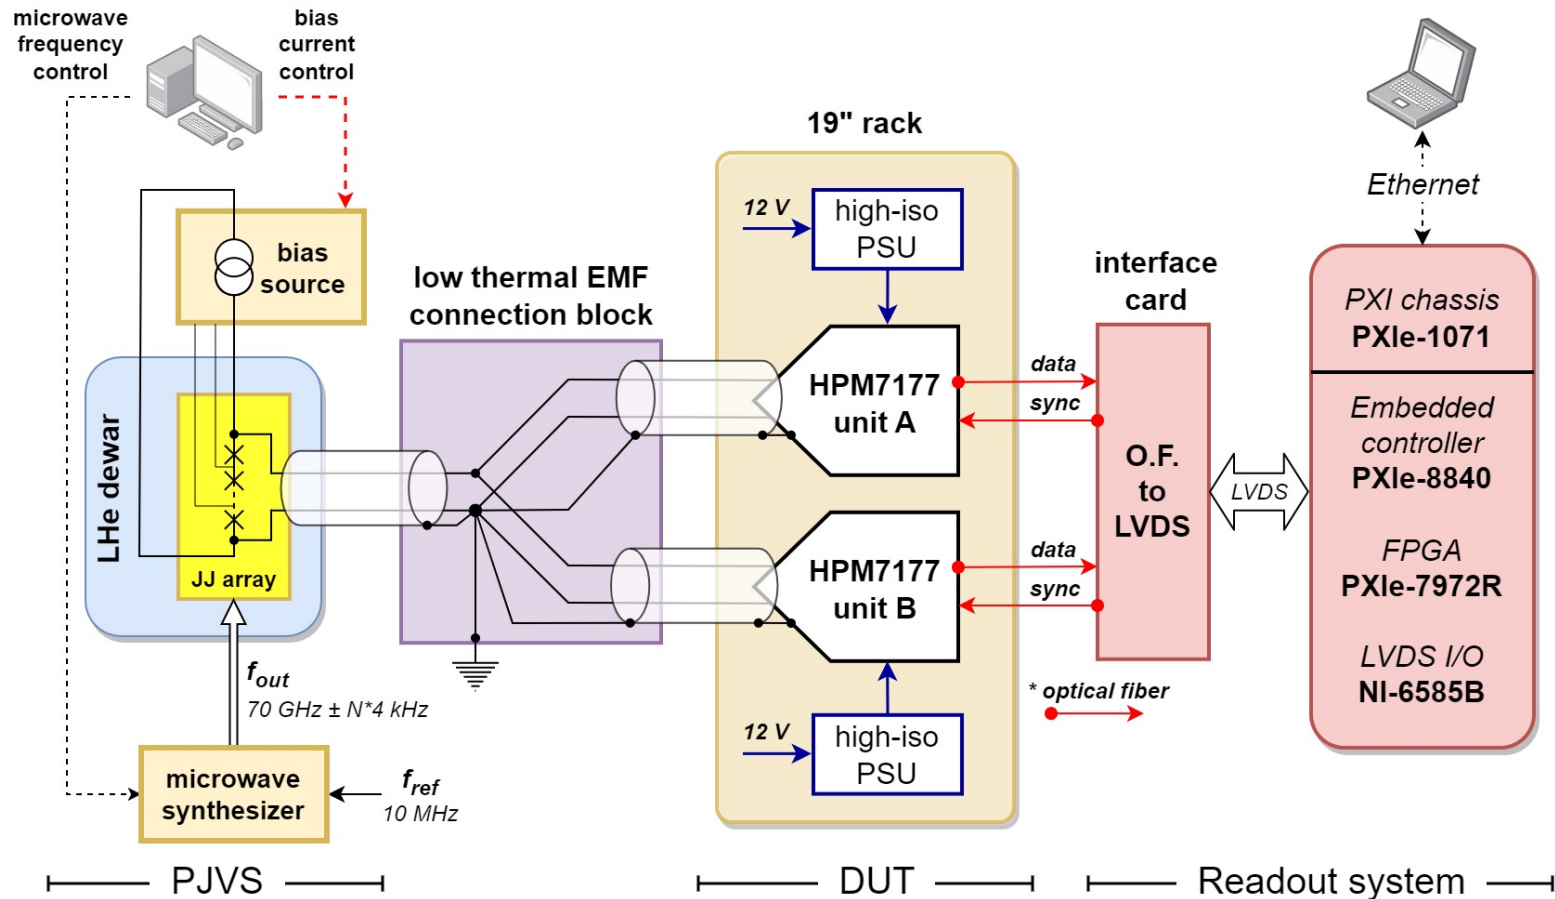 microwave
frequency
control
bias
current
control
bias
source
LHe dewar
JJ array
f_out
70 GHz ± N*4 kHz
microwave
synthesizer
f_ref
10 MHz
PJVS
low thermal EMF
connection block
19" rack
12 V
high-iso
PSU
HPM7177
unit A
data
sync
HPM7177
unit B
data
sync
12 V
high-iso
PSU
DUT
interface
card
O.F.
to
LVDS
* optical fiber
LVDS
Ethernet
PXI chassis
PXIe-1071
Embedded
controller
PXIe-8840
FPGA
PXIe-7972R
LVDS I/O
NI-6585B
Readout system